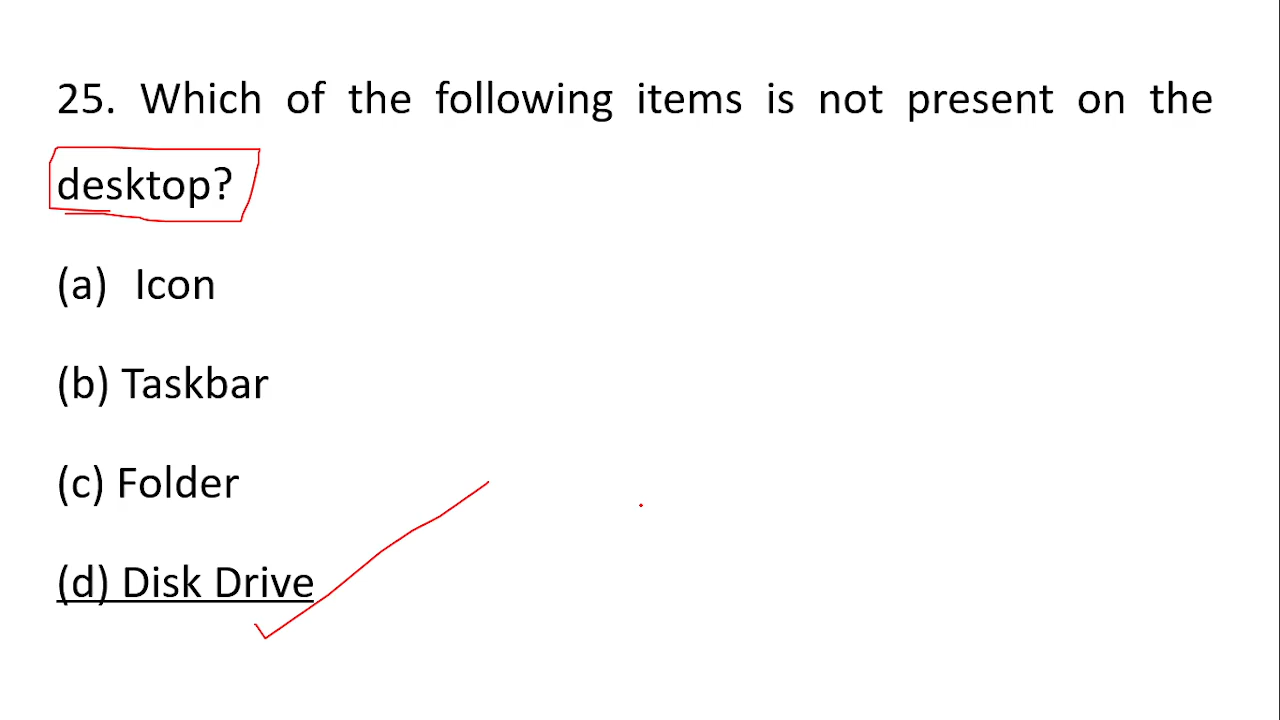 25. Which of the following items is not present on the
desktop?
(a) Icon
(b) Taskbar
(c) Folder
(d) Disk Drive